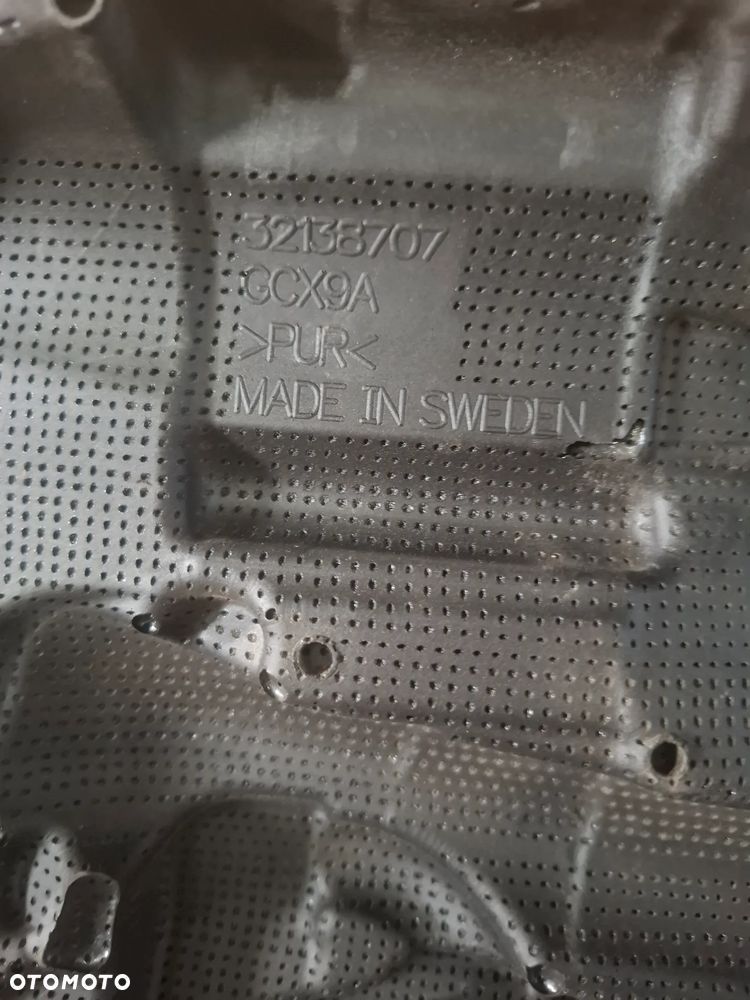 32138707
GCX9A
>PUR<
MADE IN SWEDEN
OTOMOTO